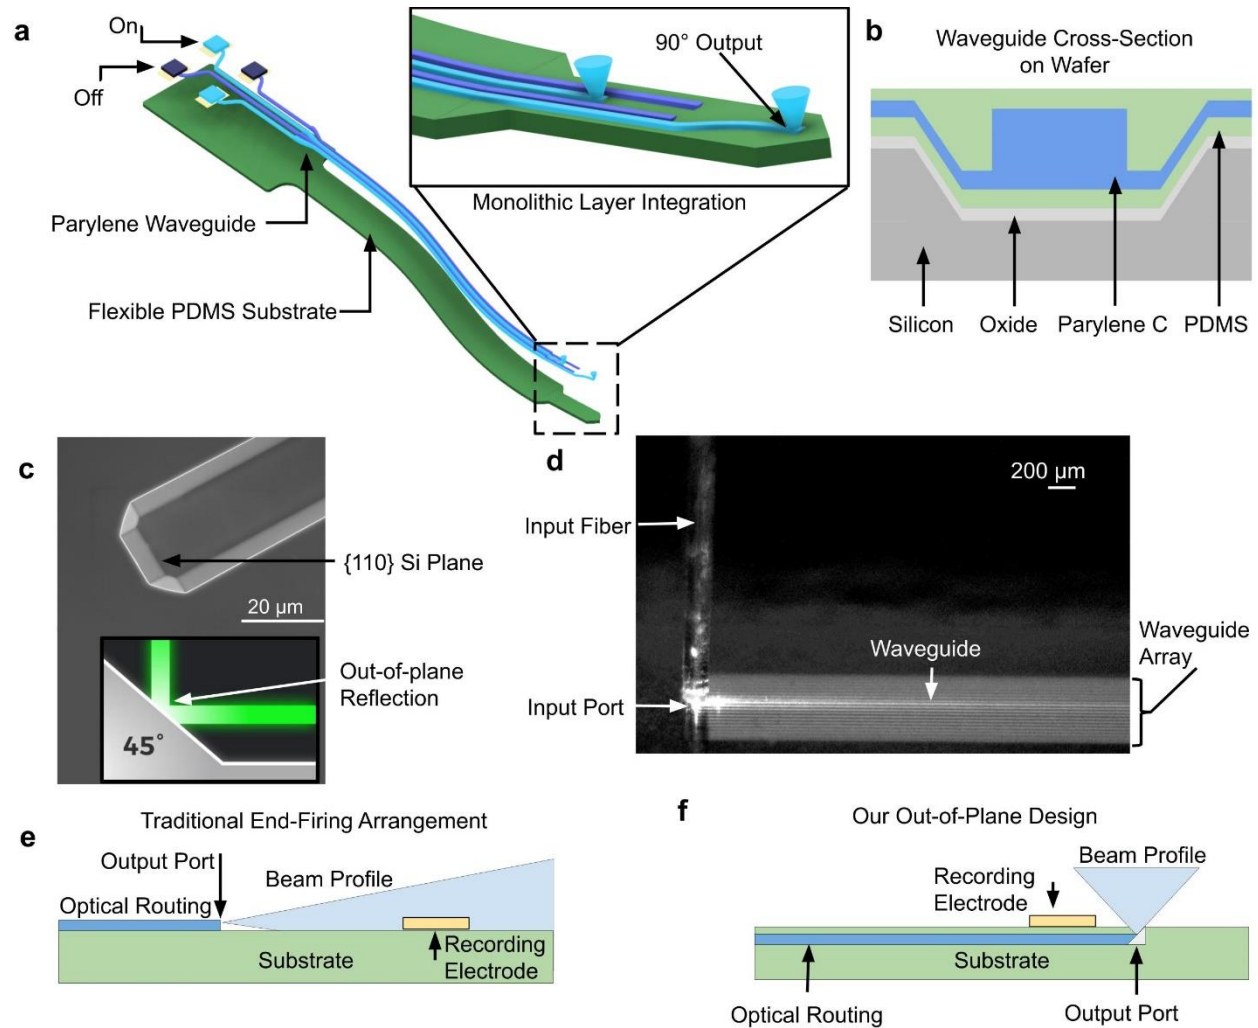 a
On
Off
90° Output
Parylene Waveguide
Monolithic Layer Integration
Flexible PDMS Substrate
b
Waveguide Cross-Section
on Wafer
Silicon
Oxide
Parylene C
PDMS
c
{110} Si Plane
20 µm
Out-of-plane
Reflection
45°
d
200 µm
Input Fiber
Waveguide
Waveguide
Array
Input Port
e
Traditional End-Firing Arrangement
Output Port
Beam Profile
Optical Routing
Recording
Electrode
Substrate
f
Our Out-of-Plane Design
Beam Profile
Recording
Electrode
Substrate
Optical Routing
Output Port